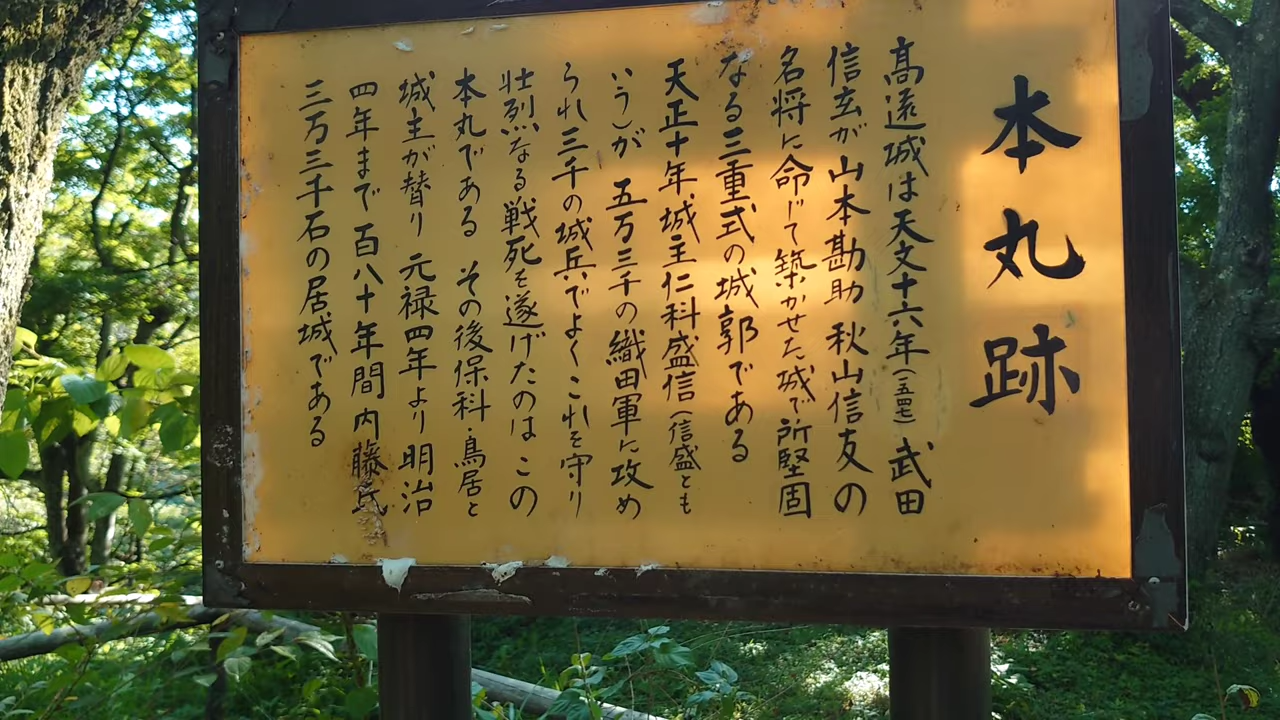 本丸跡
高遠城は天文十六年（一五四七）武田
信玄が山本勘助 秋山信友の
名将に命じて築かせた城で所堅固
なる三重式の城郭である
天正十年城主仁科盛信（信盛とも
いう）が 五万三千の織田軍に攻め
られ三千の城兵でよくこれを守り
壮烈なる戦死を遂げたのは この
本丸である その後保科・鳥居と
城主が替り 元禄四年より明治
四年まで百八十年間内藤氏
三万三千石の居城である